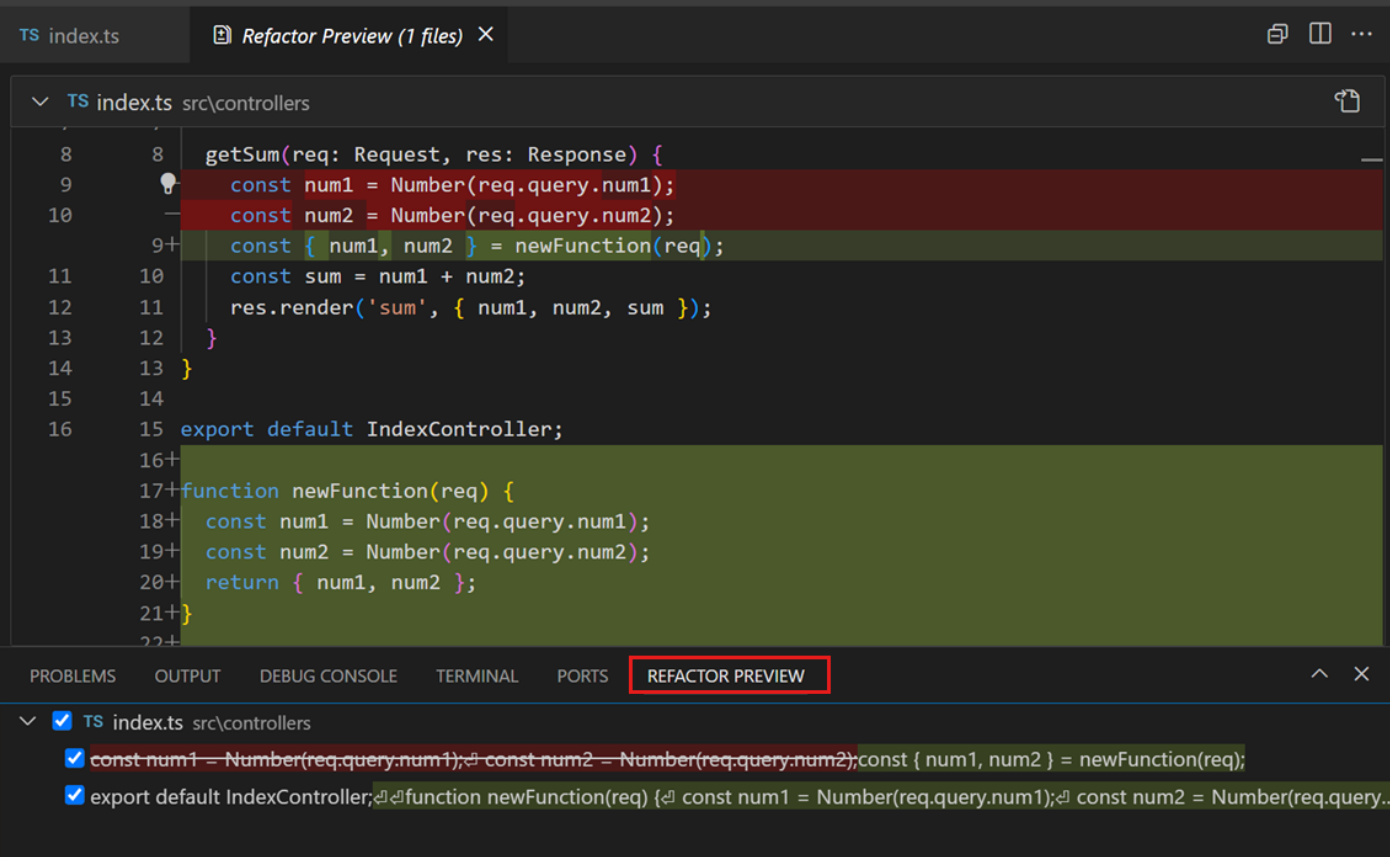 TS index.ts Refactor Preview (1 files)
TS index.ts src\controllers
8 8 getSum(req: Request, res: Response) {
9 const num1 = Number(req.query.num1);
10 — const num2 = Number(req.query.num2);
9+ const { num1, num2 } = newFunction(req);
11 10 const sum = num1 + num2;
12 11 res.render('sum', { num1, num2, sum });
13 12 }
14 13 }
15 14
16 15 export default IndexController;
16+
17+ function newFunction(req) {
18+ const num1 = Number(req.query.num1);
19+ const num2 = Number(req.query.num2);
20+ return { num1, num2 };
21+ }
22+
PROBLEMS OUTPUT DEBUG CONSOLE TERMINAL PORTS REFACTOR PREVIEW
TS index.ts src\controllers
const num1 = Number(req.query.num1);⏎ const num2 = Number(req.query.num2);const { num1, num2 } = newFunction(req);
export default IndexController;⏎⏎function newFunction(req) {⏎ const num1 = Number(req.query.num1);⏎ const num2 = Number(req.query...